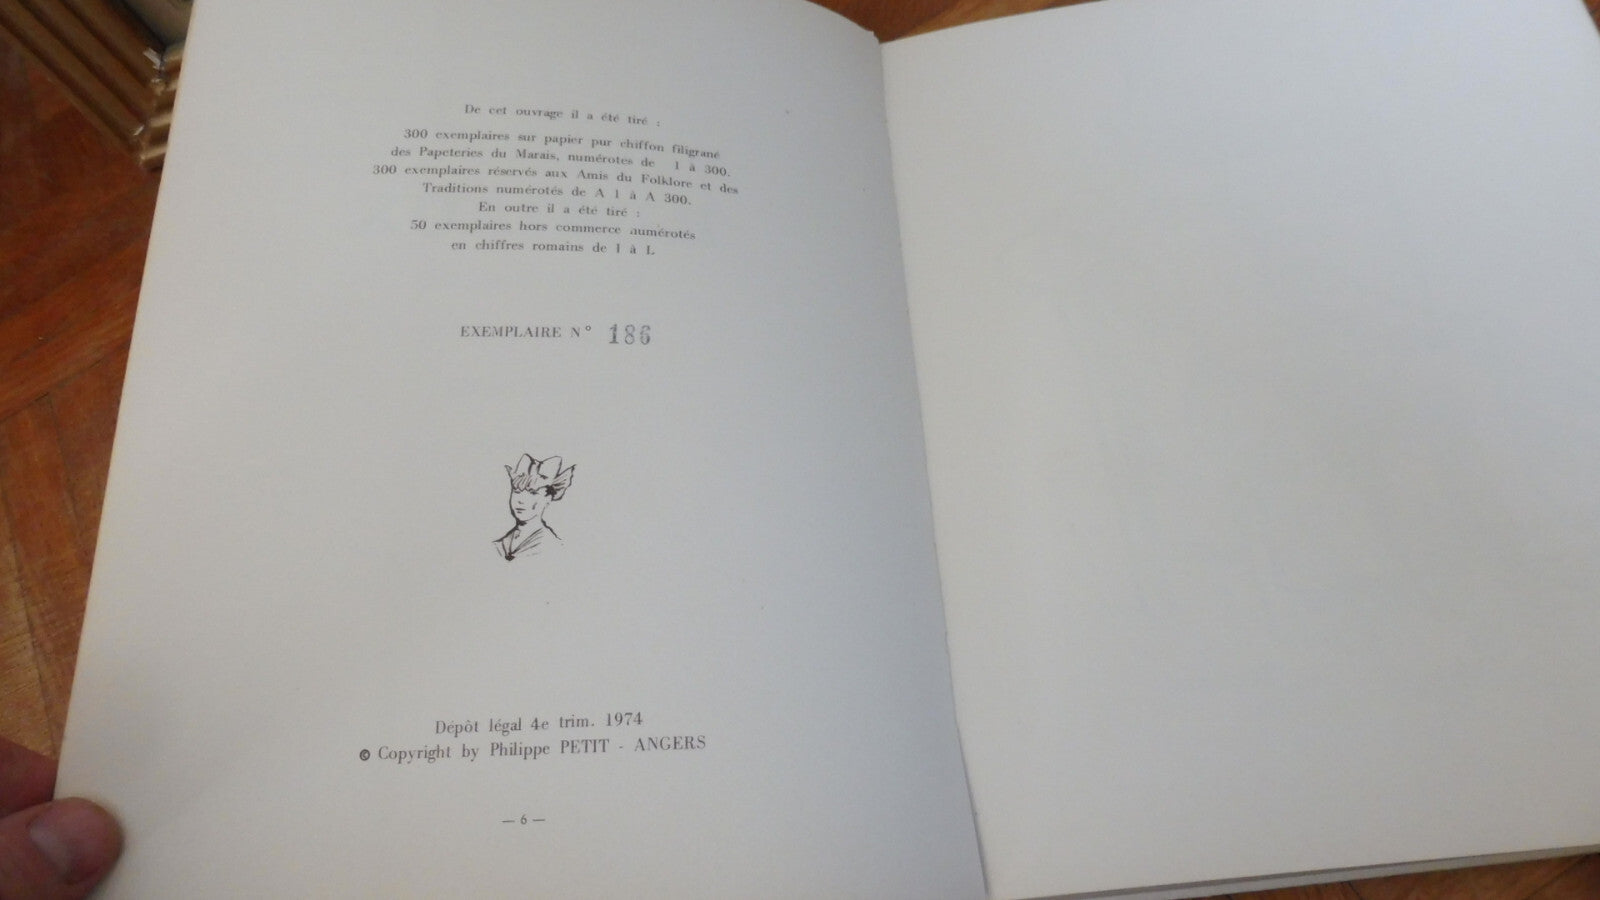 De cet ouvrage il a été tiré :
300 exemplaires sur papier pur chiffon filigrané
des Papeteries du Marais, numérotes de 1 à 300.
300 exemplaires réservés aux Amis du Folklore et des
Traditions numérotés de A 1 à A 300.
En outre il a été tiré :
50 exemplaires hors commerce numérotés
en chiffres romains de I à L
EXEMPLAIRE N° 186
Dépôt légal 4e trim. 1974
© Copyright by Philippe PETIT - ANGERS
— 6 —